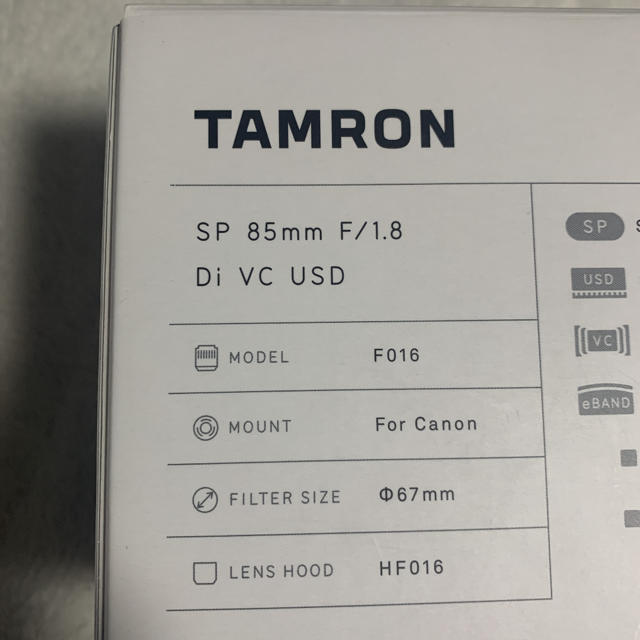 TAMRON
SP 85mm F/1.8
Di VC USD
MODEL F016
MOUNT For Canon
FILTER SIZE Φ67mm
LENS HOOD HF016
SP
USD
VC
eBAND